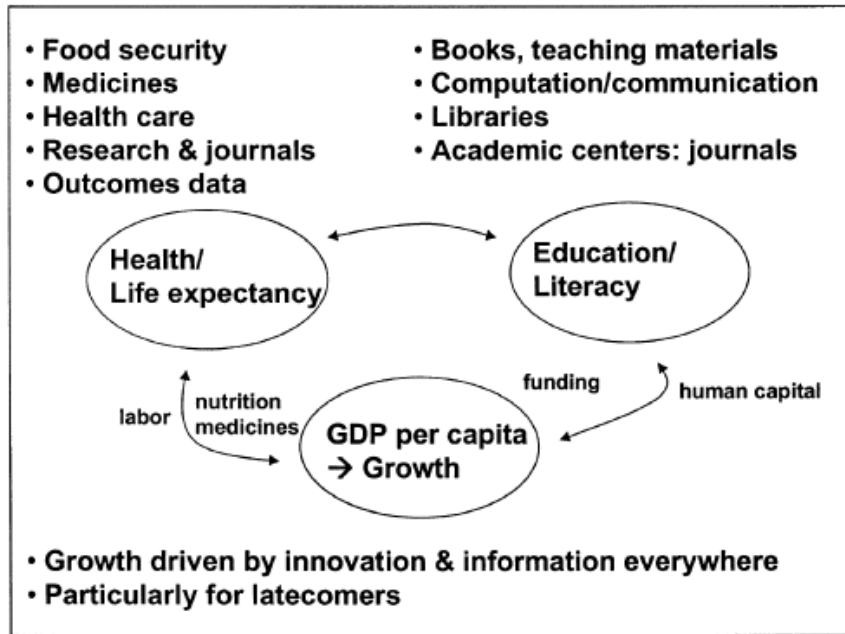 • Food security
• Medicines
• Health care
• Research & journals
• Outcomes data
• Books, teaching materials
• Computation/communication
• Libraries
• Academic centers: journals
Health/
Life expectancy
Education/
Literacy
labor
nutrition
medicines
funding
human capital
GDP per capita
→ Growth
• Growth driven by innovation & information everywhere
• Particularly for latecomers